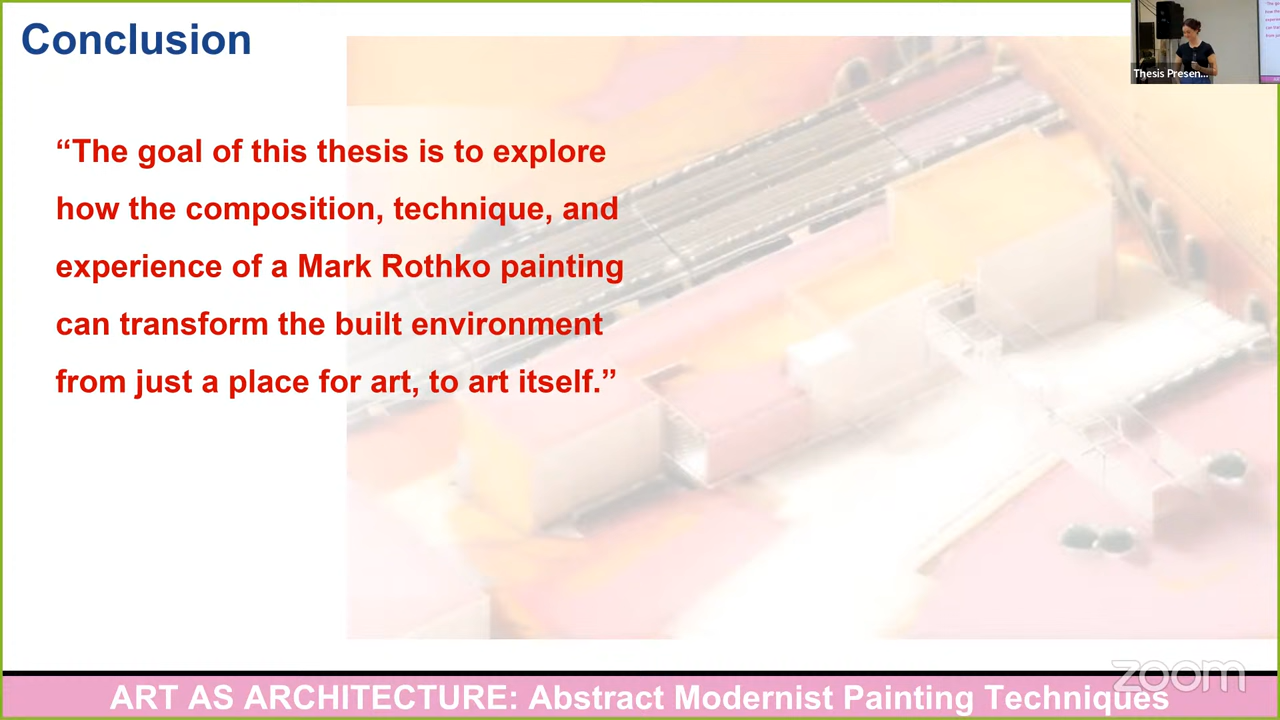 Conclusion
“The goal of this thesis is to explore
how the composition, technique, and
experience of a Mark Rothko painting
can transform the built environment
from just a place for art, to art itself.”
Thesis Presen...
zoom
ART AS ARCHITECTURE: Abstract Modernist Painting Techniques